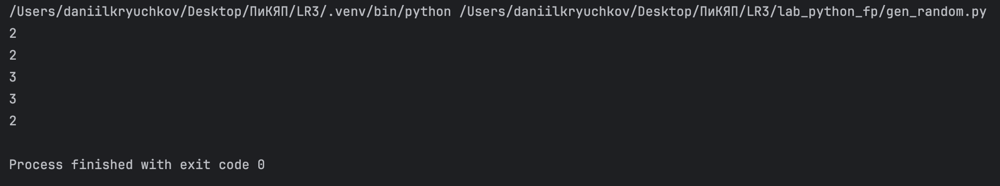 /Users/daniilkryuchkov/Desktop/ПиКЯП/LR3/.venv/bin/python /Users/daniilkryuchkov/Desktop/ПиКЯП/LR3/lab_python_fp/gen_random.py
2
2
3
3
2
Process finished with exit code 0